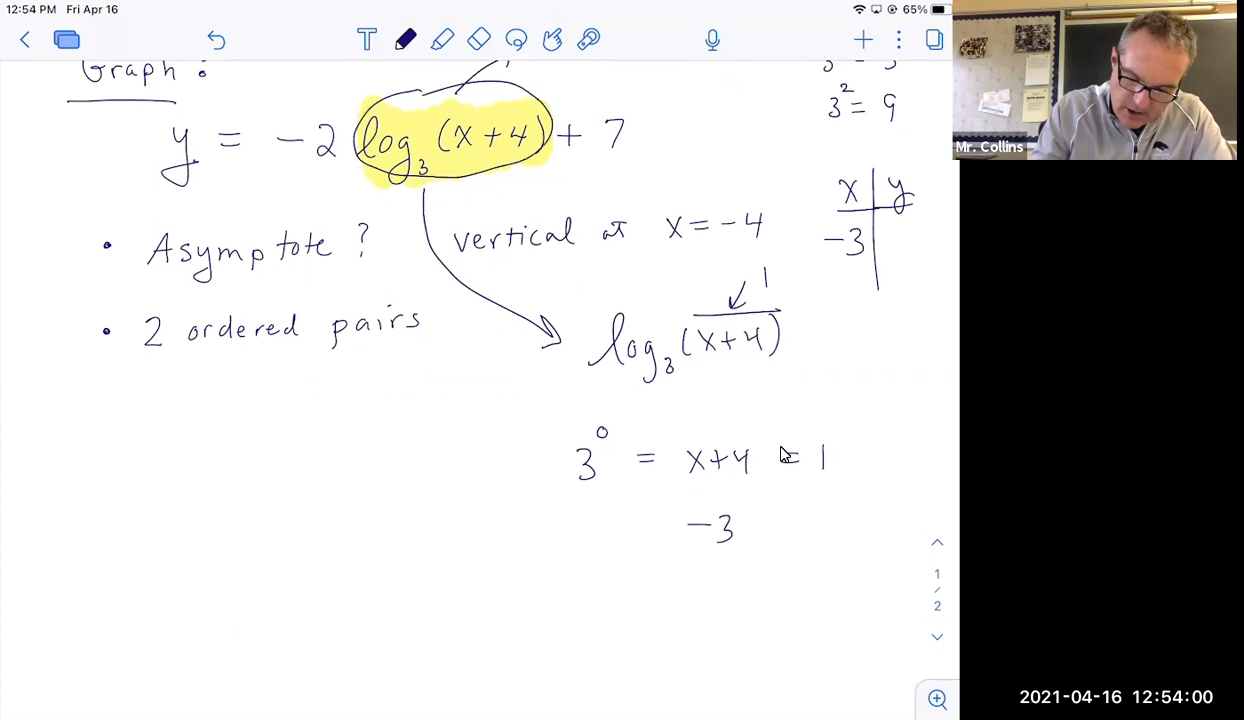 12:54 PM Fri Apr 16
65%
Graph :
3² = 9
Mr. Collins
y = -2 log₃ (x+4) + 7
x | y
-3
• Asymptote ? vertical at x = -4
1
• 2 ordered pairs
log₃ (x+4)
3⁰ = x+4 = 1
-3
1
/
2
2021-04-16 12:54:00